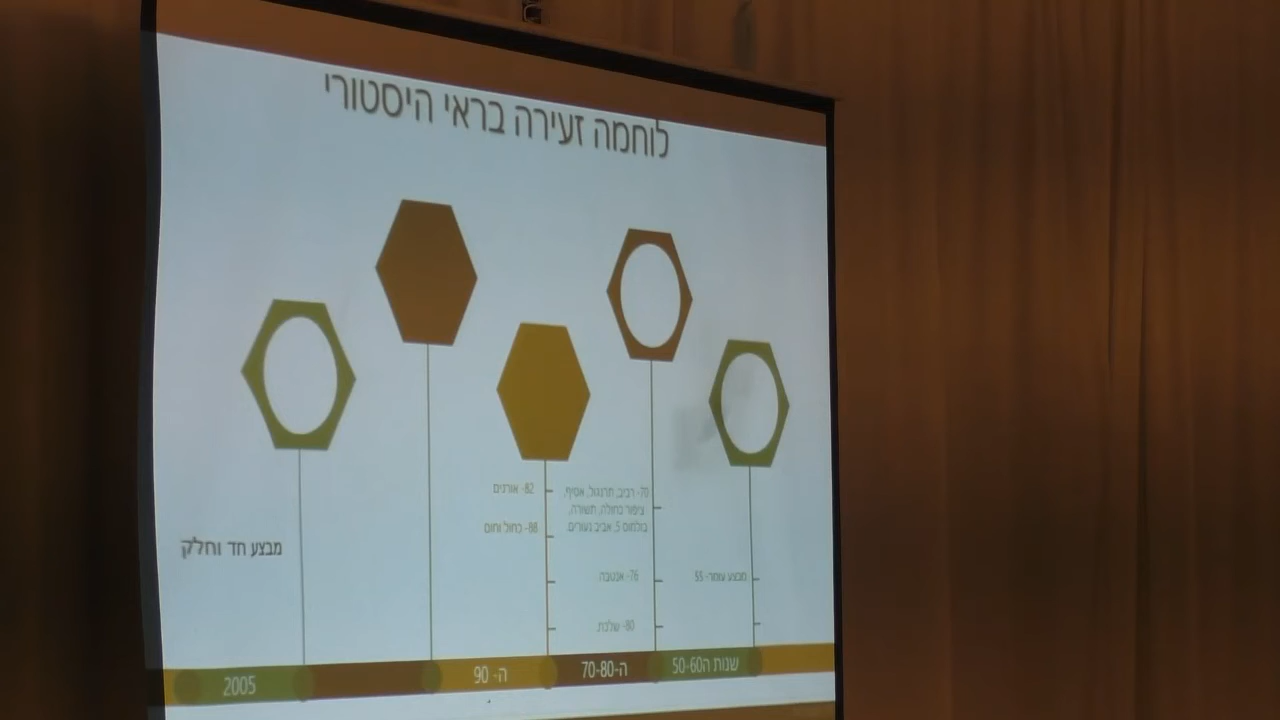 לוחמה זעירה בראי היסטורי
מבצע עומר- 55
70- רביב, תרנגול, אסיף,
ציפור כחולה, תשורה,
בולמוס 5, אביב נעורים.
76- אנטבה
80- שלכת.
82- אורנים
88- כחול וחום
מבצע חד וחלק
שנות ה50-60
ה-70-80
ה- 90
2005